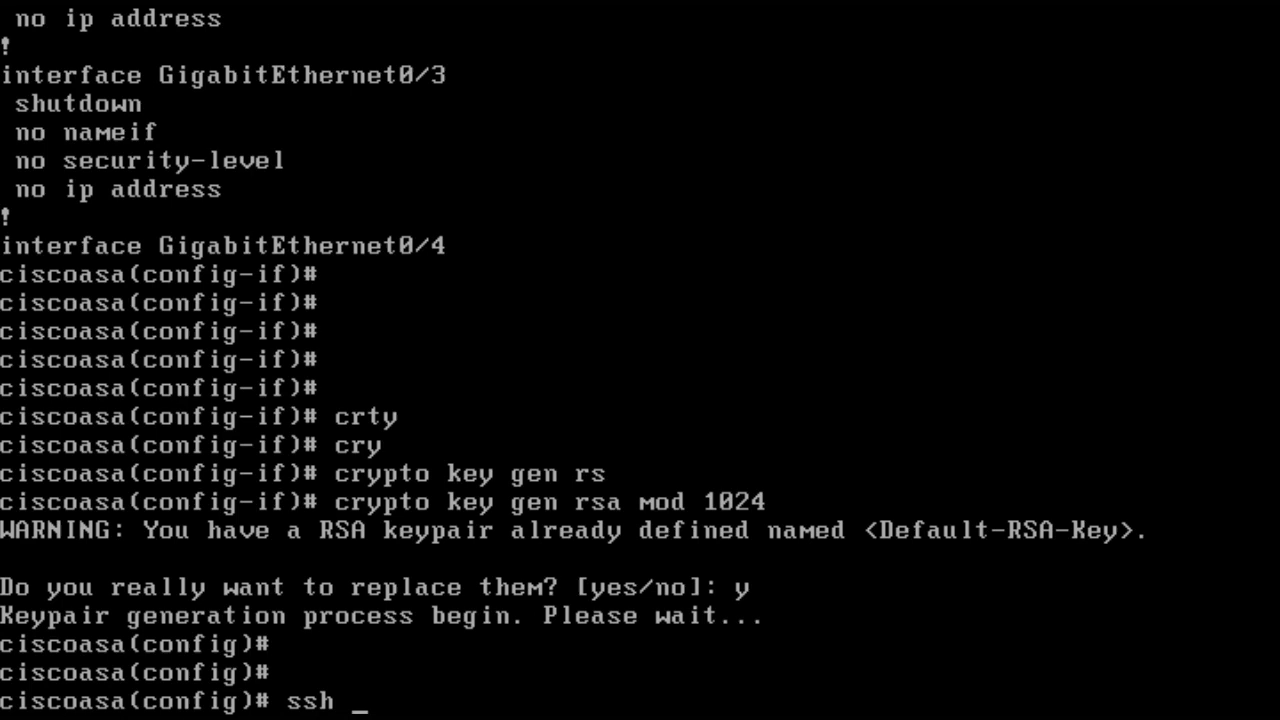 no ip address
!
interface GigabitEthernet0/3
shutdown
no nameif
no security-level
no ip address
!
interface GigabitEthernet0/4
ciscoasa(config-if)#
ciscoasa(config-if)#
ciscoasa(config-if)#
ciscoasa(config-if)#
ciscoasa(config-if)#
ciscoasa(config-if)# crty
ciscoasa(config-if)# cry
ciscoasa(config-if)# crypto key gen rs
ciscoasa(config-if)# crypto key gen rsa mod 1024
WARNING: You have a RSA keypair already defined named <Default-RSA-Key>.
Do you really want to replace them? [yes/no]: y
Keypair generation process begin. Please wait...
ciscoasa(config)#
ciscoasa(config)#
ciscoasa(config)# ssh _